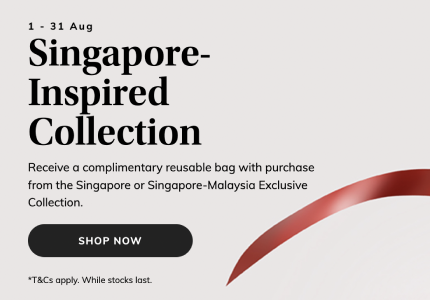 1 - 31 Aug
Singapore-
Inspired
Collection
Receive a complimentary reusable bag with purchase
from the Singapore or Singapore-Malaysia Exclusive
Collection.
SHOP NOW
*T&Cs apply. While stocks last.